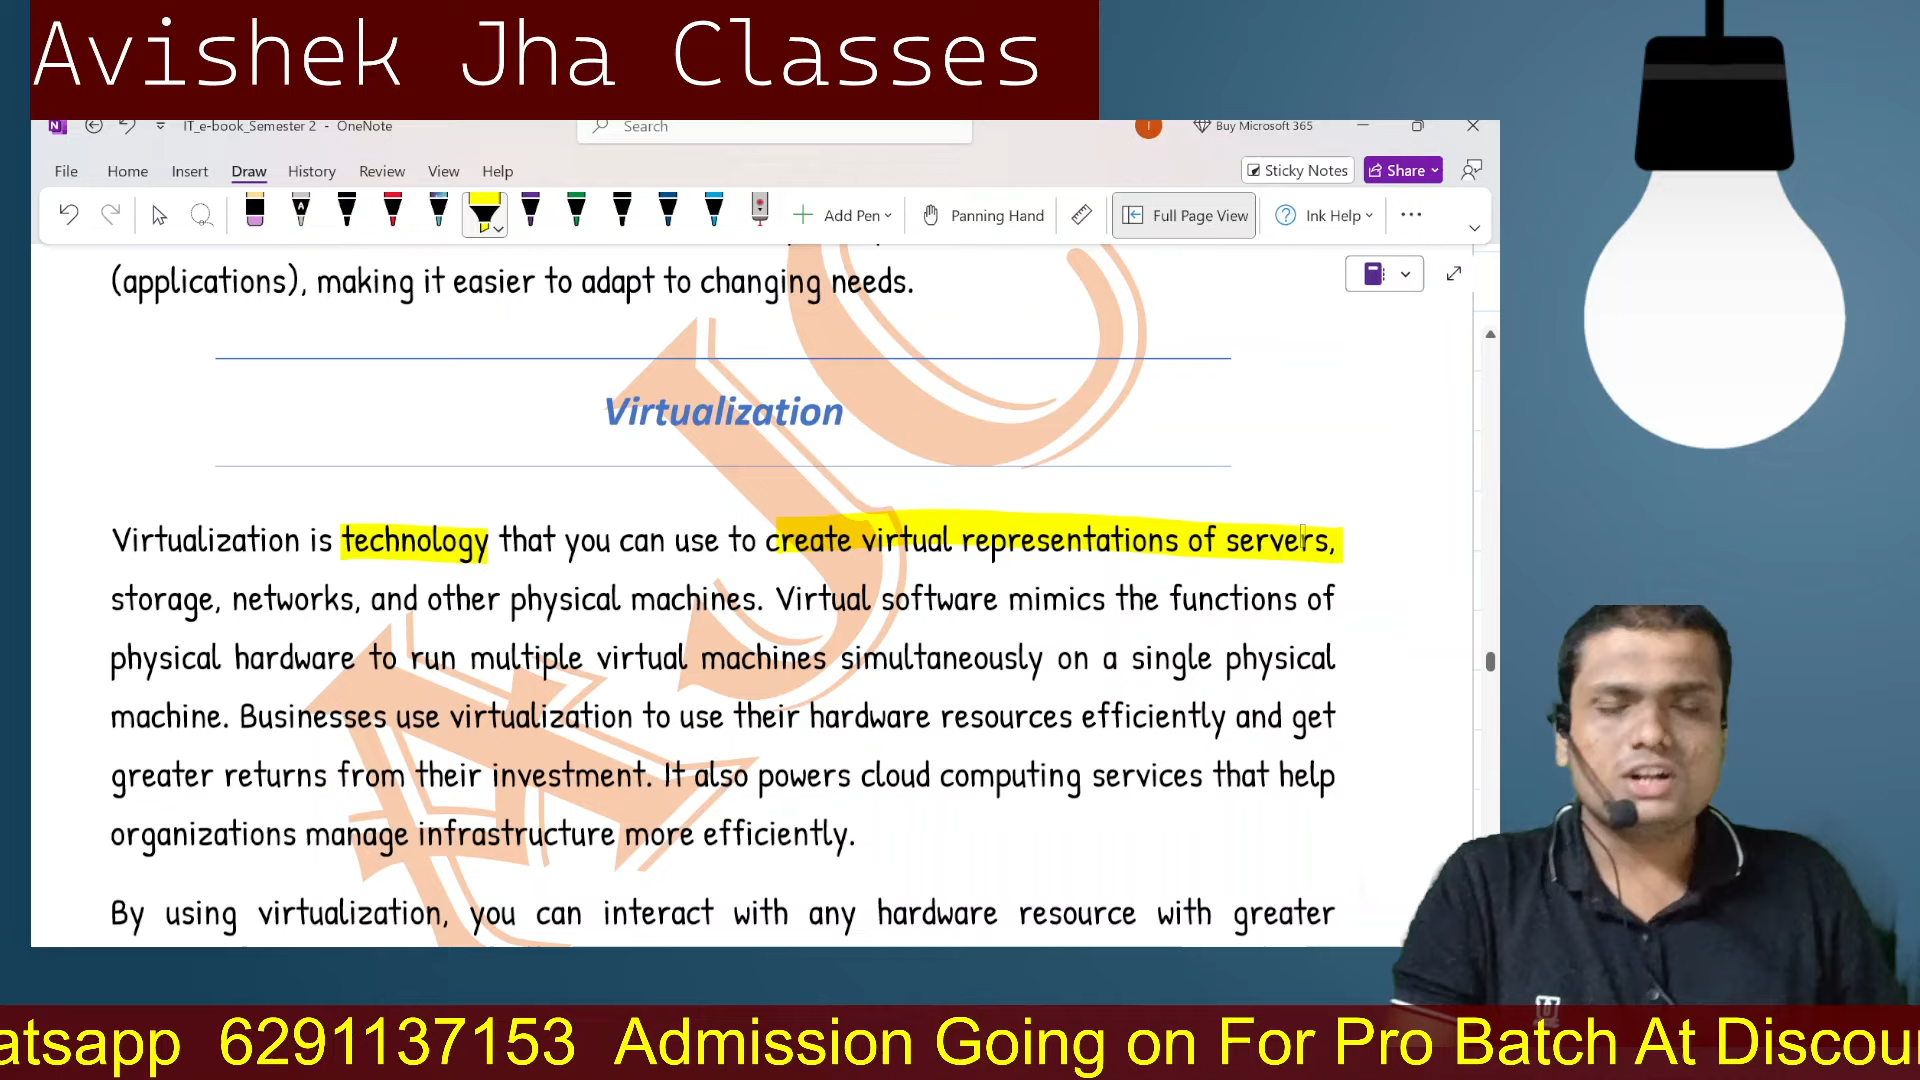 Avishek Jha Classes
IT_e-book_Semester 2 - OneNote
Search
Buy Microsoft 365
File Home Insert Draw History Review View Help
Sticky Notes
Share
Add Pen
Panning Hand
Full Page View
Ink Help
(applications), making it easier to adapt to changing needs.
Virtualization
Virtualization is technology that you can use to create virtual representations of servers,
storage, networks, and other physical machines. Virtual software mimics the functions of
physical hardware to run multiple virtual machines simultaneously on a single physical
machine. Businesses use virtualization to use their hardware resources efficiently and get
greater returns from their investment. It also powers cloud computing services that help
organizations manage infrastructure more efficiently.
By using virtualization, you can interact with any hardware resource with greater
atsapp 6291137153 Admission Going on For Pro Batch At Discou